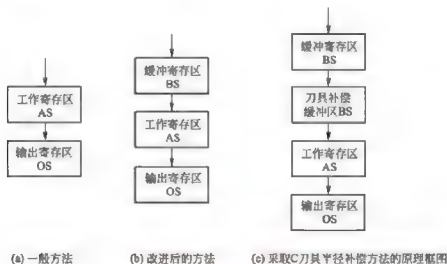 工作寄存区
AS
输出寄存区
OS
(a) 一般方法
缓冲寄存区
BS
工作寄存区
AS
输出寄存区
OS
(b) 改进后的方法
缓冲寄存区
BS
刀具补偿
缓冲区BS
工作寄存区
AS
输出寄存区
OS
(c) 采取C刀具半径补偿方法的原理框图